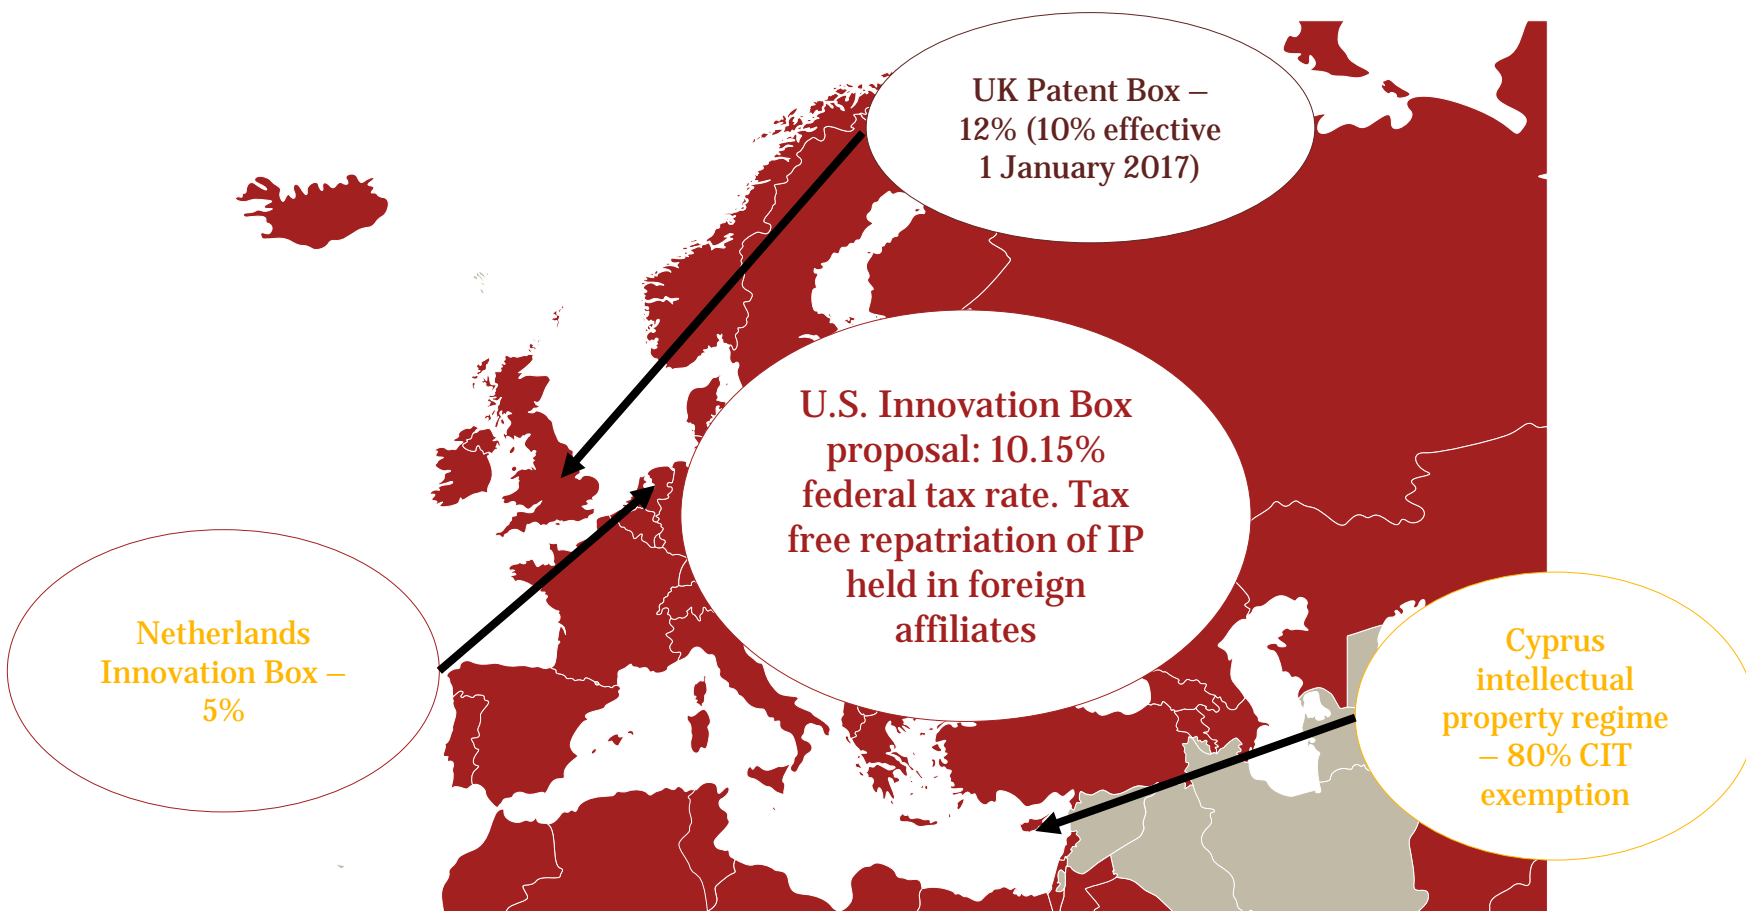 UK Patent Box –
12% (10% effective
1 January 2017)
U.S. Innovation Box
proposal: 10.15%
federal tax rate. Tax
free repatriation of IP
held in foreign
affiliates
Netherlands
Innovation Box –
5%
Cyprus
intellectual
property regime
– 80% CIT
exemption